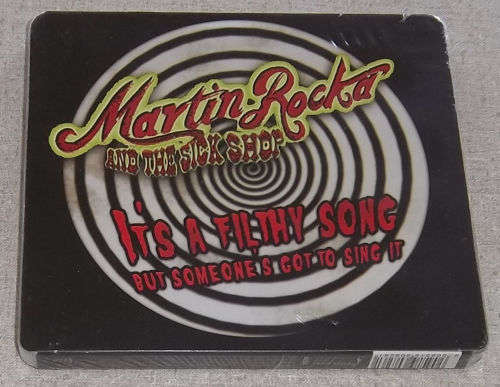 Martin Rocka
AND THE SICK SHOP
IT'S A FILTHY SONG
BUT SOMEONE'S GOT TO SING IT